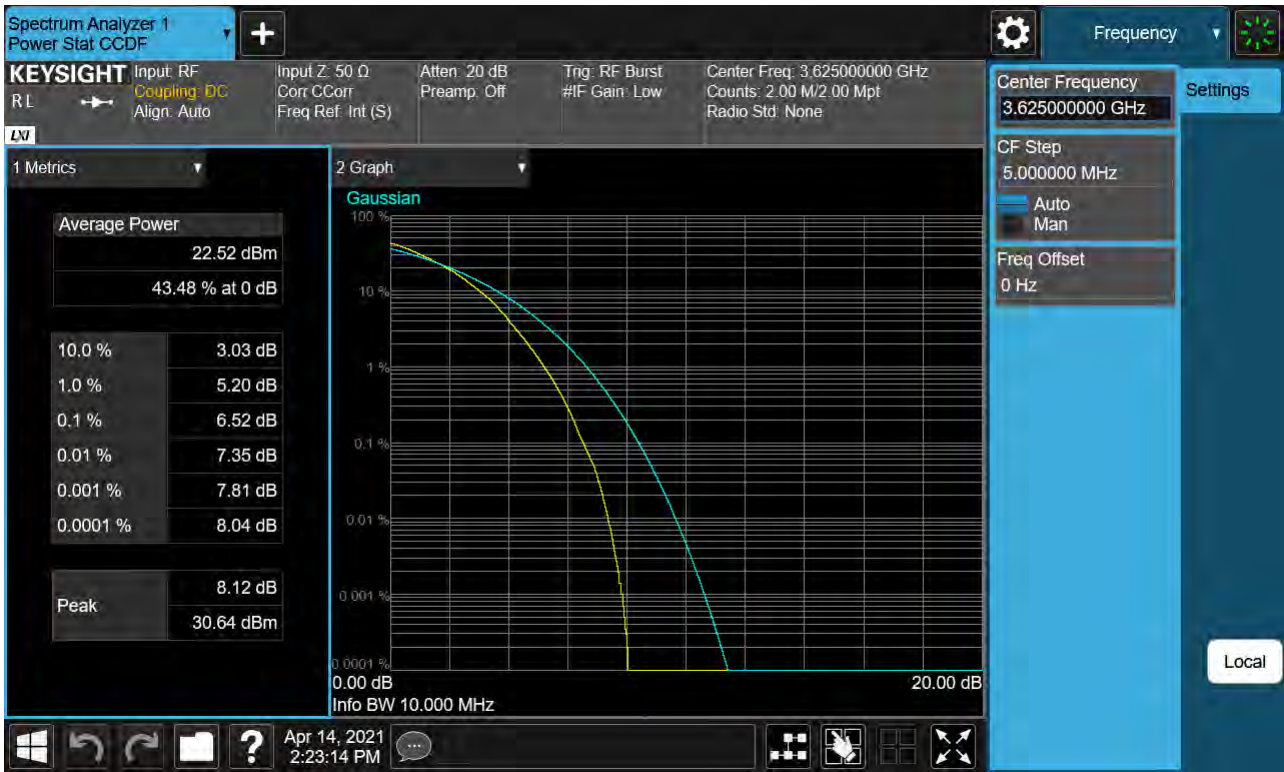 Spectrum Analyzer 1
Power Stat CCDF
+
Frequency
KEYSIGHT
RL
LXI
Input: RF
Coupling: DC
Align: Auto
Input Z: 50 Ω
Corr CCorr
Freq Ref: Int (S)
Atten: 20 dB
Preamp: Off
Trig: RF Burst
#IF Gain: Low
Center Freq: 3.625000000 GHz
Counts: 2.00 M/2.00 Mpt
Radio Std: None
1 Metrics
Average Power
22.52 dBm
43.48 % at 0 dB
10.0 % 3.03 dB
1.0 % 5.20 dB
0.1 % 6.52 dB
0.01 % 7.35 dB
0.001 % 7.81 dB
0.0001 % 8.04 dB
Peak
8.12 dB
30.64 dBm
2 Graph
Gaussian
100 %
10 %
1 %
0.1 %
0.01 %
0.001 %
0.0001 %
0.00 dB 20.00 dB
Info BW 10.000 MHz
Center Frequency
3.625000000 GHz
CF Step
5.000000 MHz
Auto
Man
Freq Offset
0 Hz
Settings
Local
?
Apr 14, 2021
2:23:14 PM